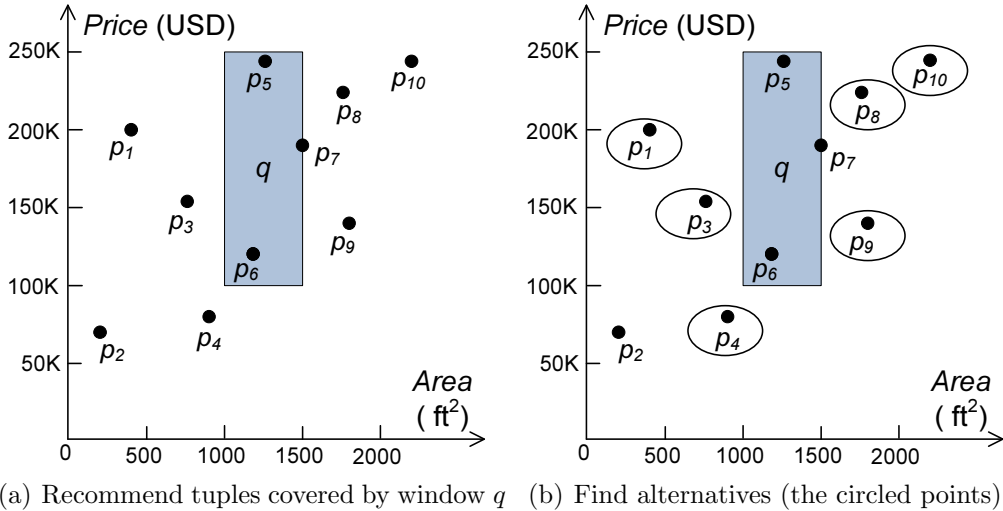 Price (USD)
250K
200K
150K
100K
50K
0
500
1000
1500
2000
Area
( ft²)
p₁
p₂
p₃
p₄
p₅
p₆
p₇
p₈
p₉
p₁₀
q
(a) Recommend tuples covered by window q
Price (USD)
250K
200K
150K
100K
50K
0
500
1000
1500
2000
Area
( ft²)
p₁
p₂
p₃
p₄
p₅
p₆
p₇
p₈
p₉
p₁₀
q
(b) Find alternatives (the circled points)